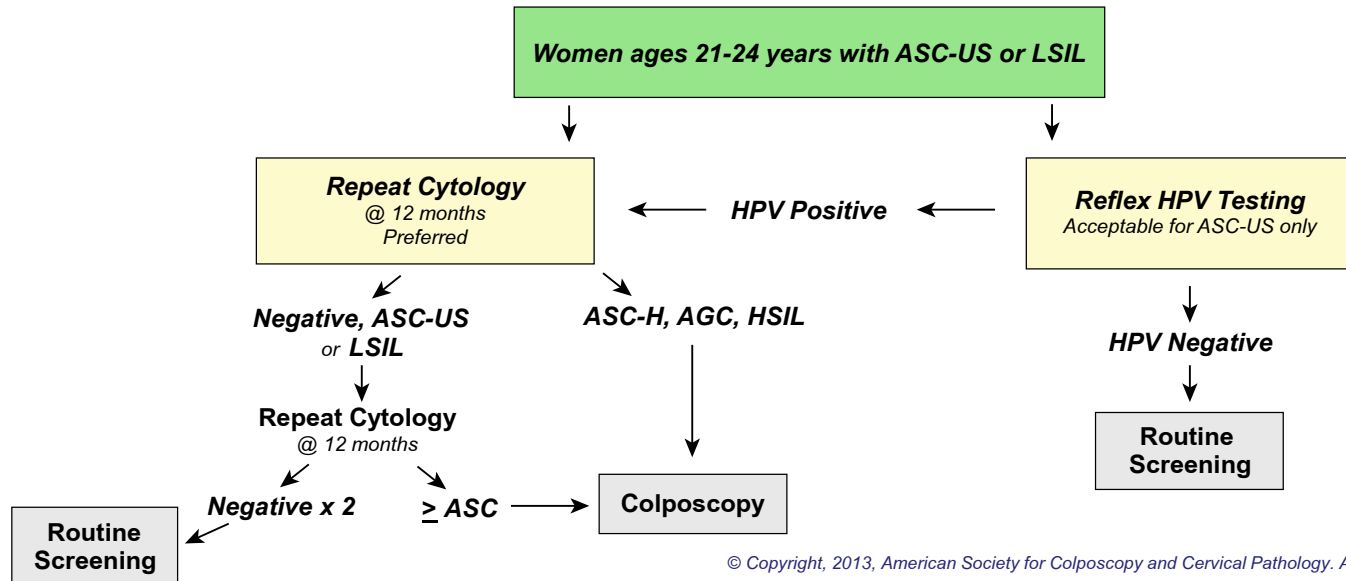 Women ages 21-24 years with ASC-US or LSIL
Repeat Cytology
@ 12 months
Preferred
HPV Positive
Reflex HPV Testing
Acceptable for ASC-US only
Negative, ASC-US
or LSIL
ASC-H, AGC, HSIL
HPV Negative
Repeat Cytology
@ 12 months
Routine
Screening
Negative x 2
≥ ASC
Colposcopy
Routine
Screening
© Copyright, 2013, American Society for Colposcopy and Cervical Pathology.